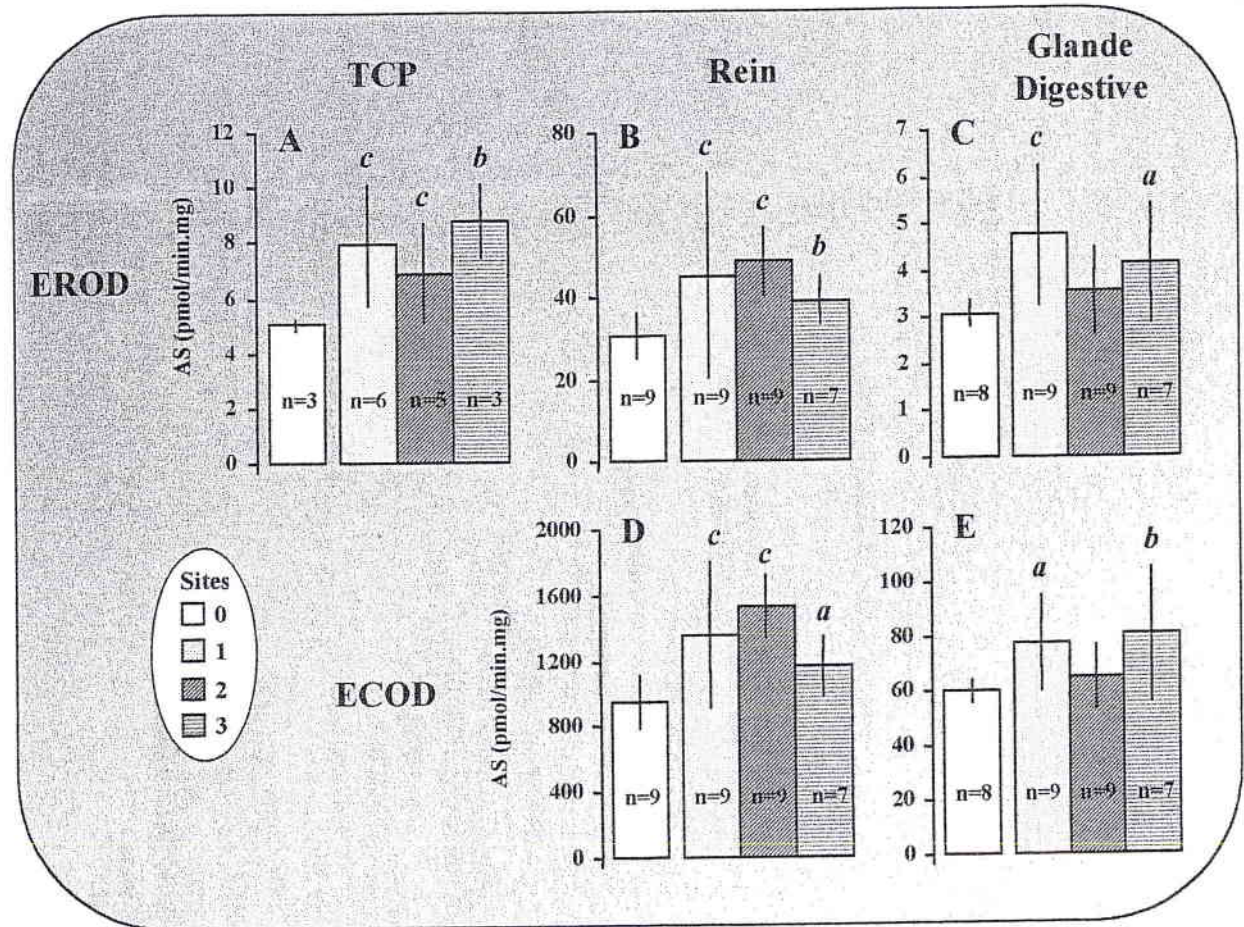 TCP
Rein
Glande
Digestive
EROD
AS (pmol/min.mg)
A
12
10
8
6
4
2
0
c
c
b
n=3
n=6
n=5
n=3
B
80
60
40
20
0
c
c
b
n=9
n=9
n=9
n=7
C
7
6
5
4
3
2
1
0
c
a
n=8
n=9
n=9
n=7
Sites
0
1
2
3
ECOD
AS (pmol/min.mg)
D
2000
1600
1200
800
400
0
c
c
a
n=9
n=9
n=9
n=7
E
120
100
80
60
40
20
0
a
b
n=8
n=9
n=9
n=7